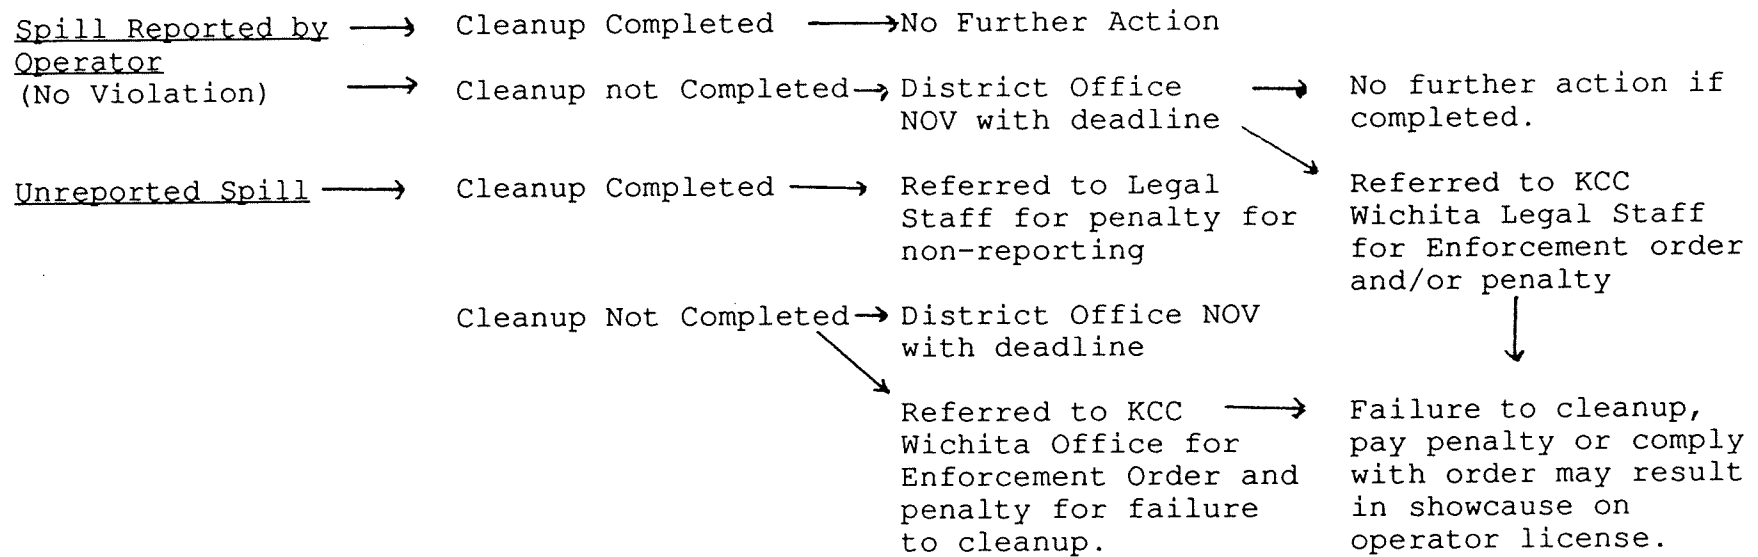 Spill Reported by
Operator
(No Violation)
Cleanup Completed
No Further Action
Cleanup not Completed
District Office
NOV with deadline
No further action if
completed.
Referred to KCC
Wichita Legal Staff
for Enforcement order
and/or penalty
Unreported Spill
Cleanup Completed
Referred to Legal
Staff for penalty for
non-reporting
Cleanup Not Completed
District Office NOV
with deadline
Referred to KCC
Wichita Office for
Enforcement Order and
penalty for failure
to cleanup.
Failure to cleanup,
pay penalty or comply
with order may result
in showcause on
operator license.